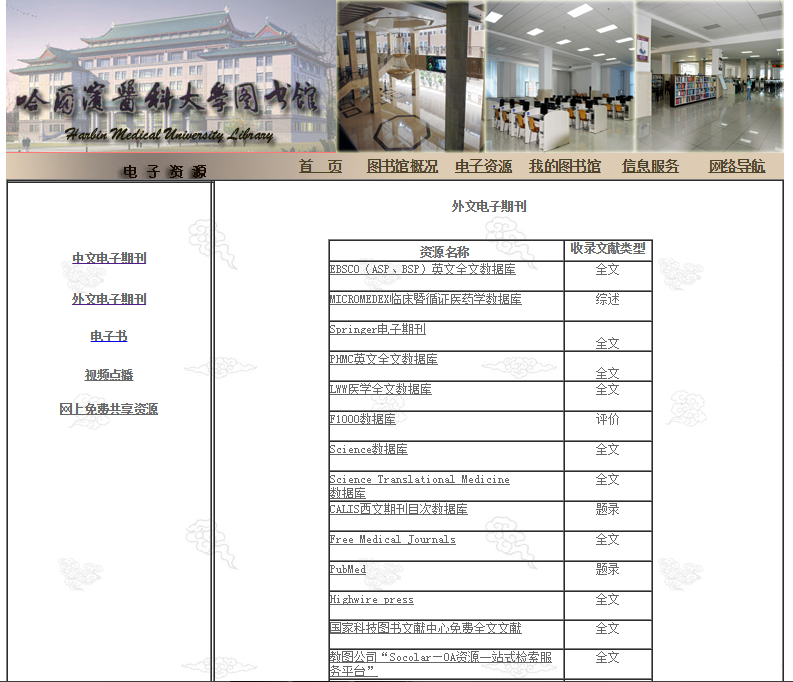 哈尔滨医科大学图书馆
Harbin Medical University Library
电子资源
首 页 图书馆概况 电子资源 我的图书馆 信息服务 网络导航
中文电子期刊
外文电子期刊
电子书
视频点播
网上免费共享资源
外文电子期刊
资源名称 收录文献类型
EBSCO（ASP、BSP）英文全文数据库 全文
MICROMEDEX临床暨循证医药学数据库 综述
Springer电子期刊 全文
PHMC英文全文数据库 全文
LWW医学全文数据库 全文
F1000数据库 评价
Science数据库 全文
Science Translational Medicine 全文
数据库
CALIS西文期刊目次数据库 题录
Free Medical Journals 全文
PubMed 题录
Highwire press 全文
国家科技图书文献中心免费全文文献 全文
教图公司“Socolar－OA资源一站式检索服 全文
务平台”